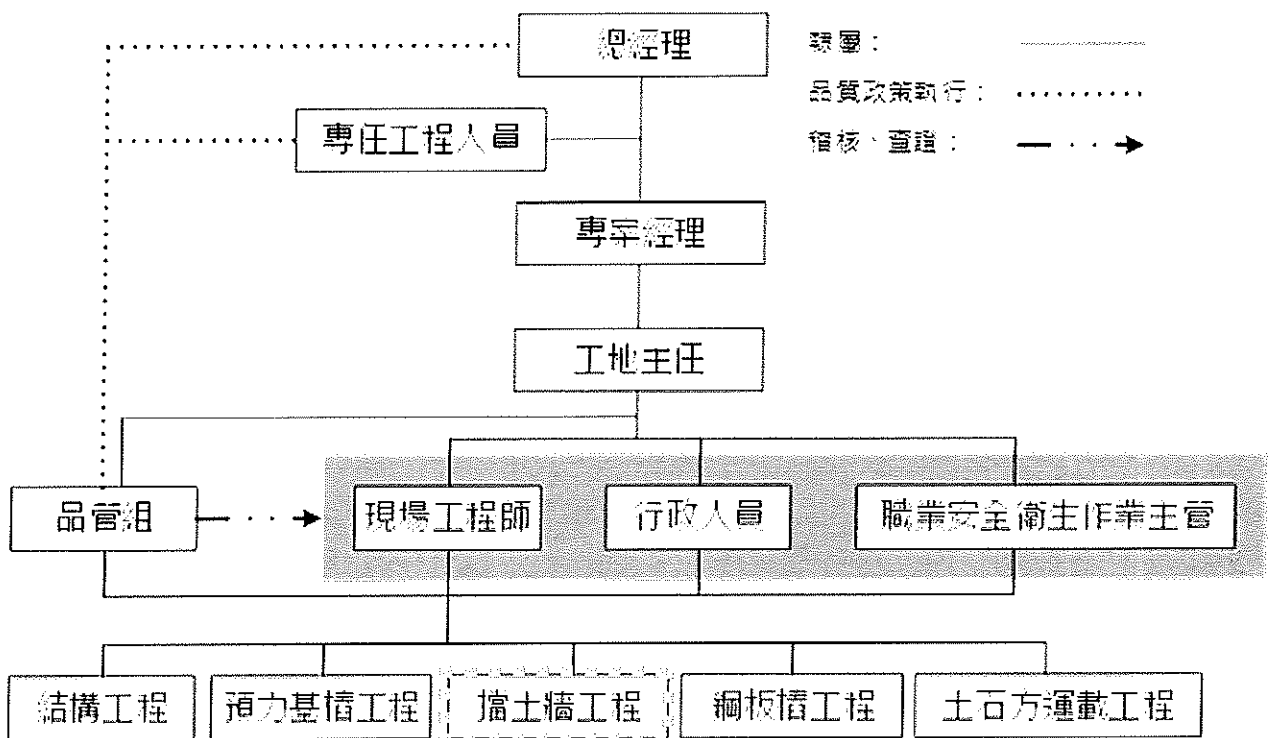 總經理
隸屬：
品質政策執行：
專任工程人員
稽核、查證：
專案經理
工地主任
品管組
現場工程師
行政人員
職業安全衛生作業主管
結構工程
預力基樁工程
擋土牆工程
鋼板樁工程
土石方運載工程